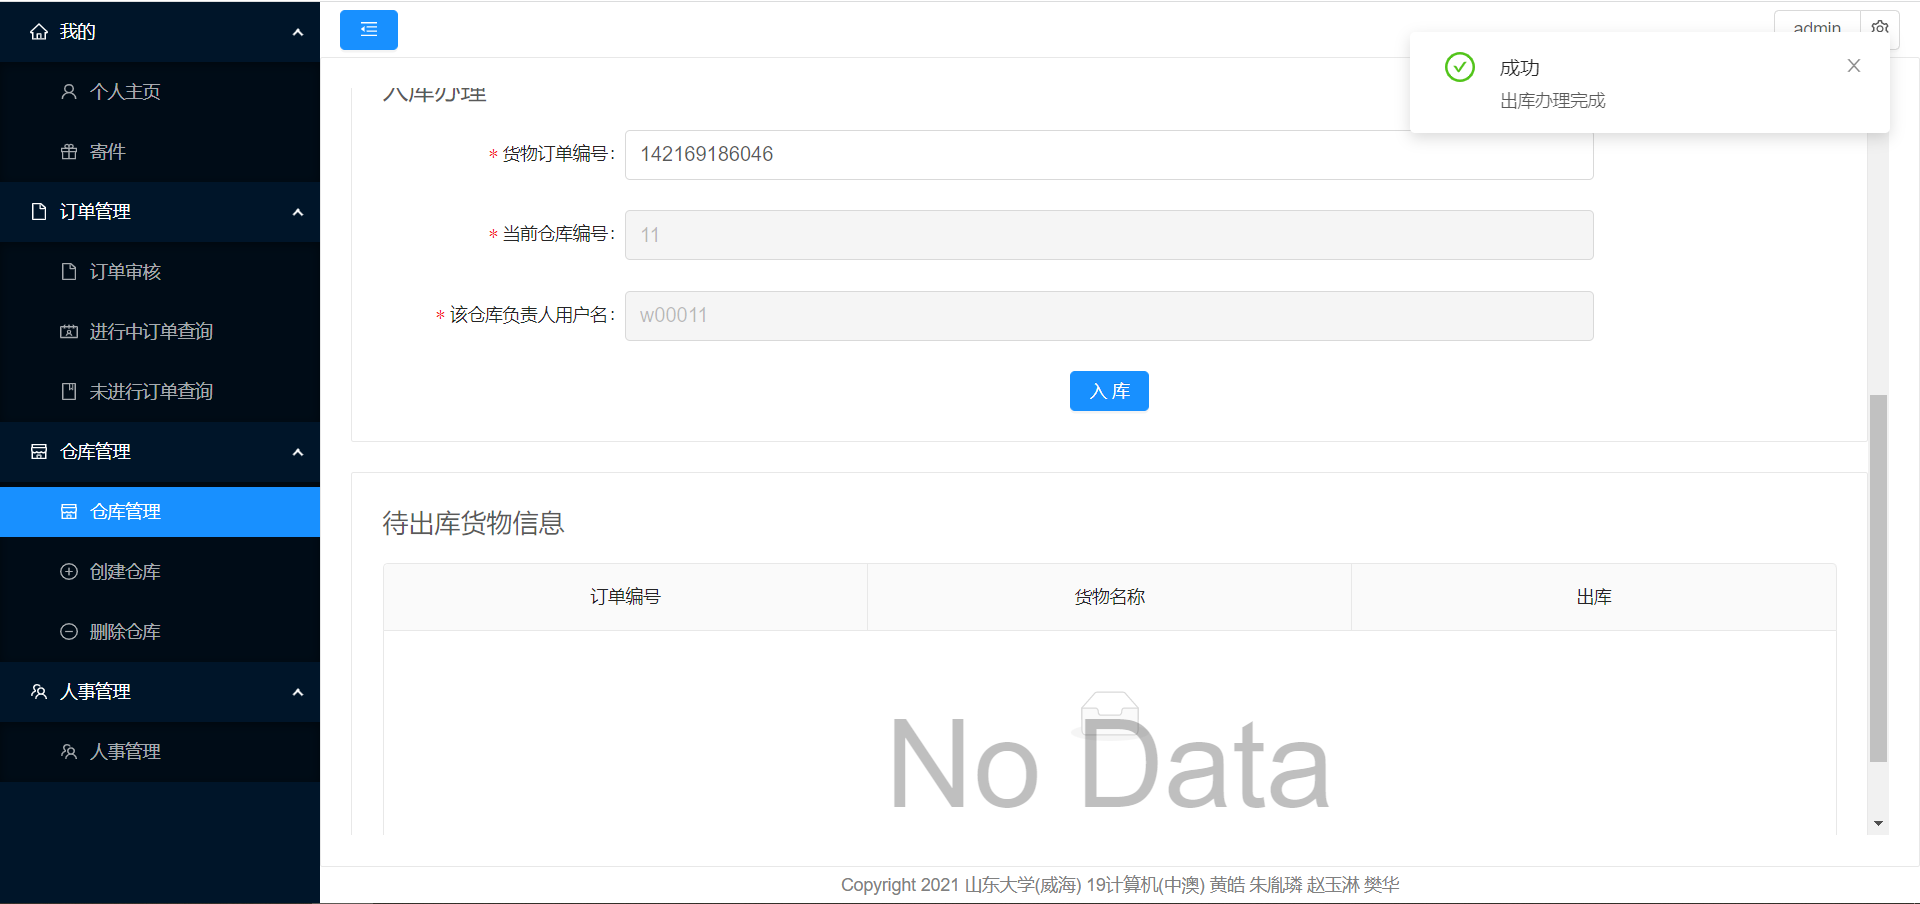 我的
个人主页
寄件
订单管理
订单审核
进行中订单查询
未进行订单查询
仓库管理
仓库管理
创建仓库
删除仓库
人事管理
人事管理
admin
成功
出库办理完成
入库办理
* 货物订单编号: 142169186046
* 当前仓库编号: 11
* 该仓库负责人用户名: w00011
入 库
待出库货物信息
订单编号 货物名称 出库
No Data
Copyright 2021 山东大学(威海) 19计算机(中澳) 黄皓 朱胤璘 赵玉淋 樊华